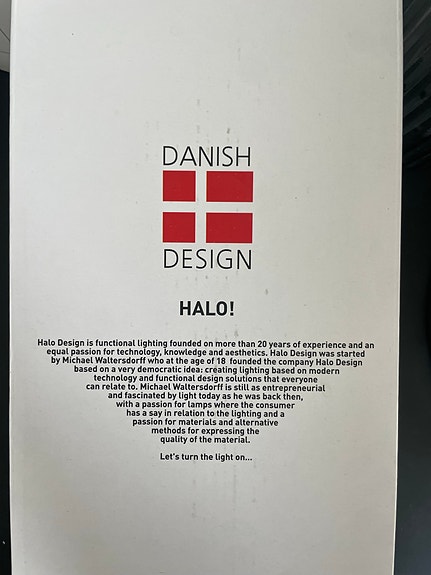 DANISH
DESIGN
HALO!
Halo Design is functional lighting founded on more than 20 years of experience and an
equal passion for technology, knowledge and aesthetics. Halo Design was started
by Michael Waltersdorff who at the age of 18 founded the company Halo Design
based on a very democratic idea: creating lighting based on modern
technology and functional design solutions that everyone
can relate to. Michael Waltersdorff is still as entrepreneurial
and fascinated by light today as he was back then,
with a passion for lamps where the consumer
has a say in relation to the lighting and a
passion for materials and alternative
methods for expressing the
quality of the material.
Let's turn the light on...